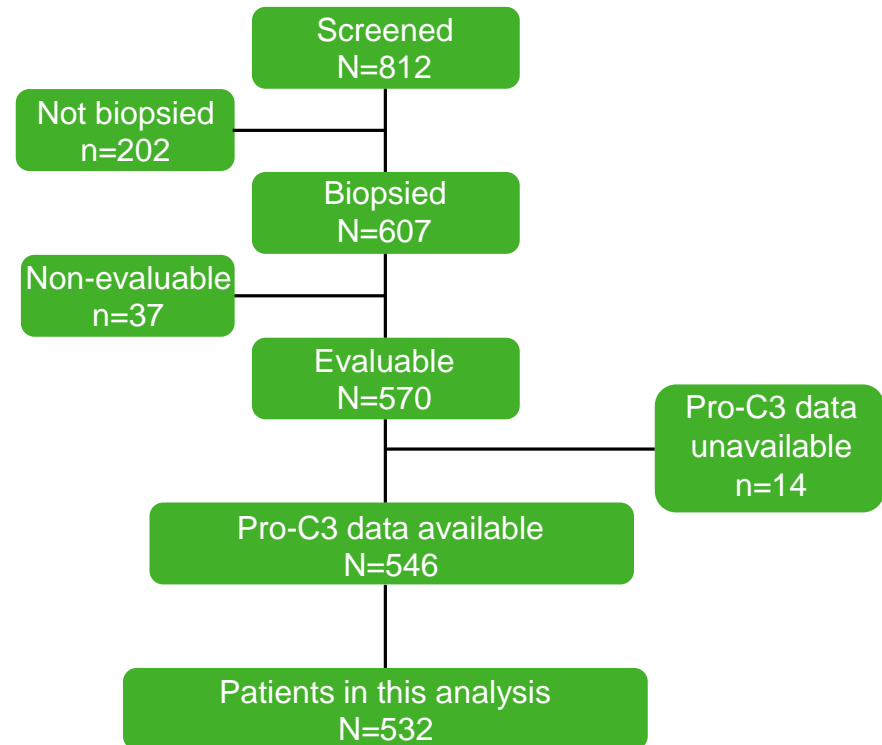 Screened
N=812
Not biopsied
n=202
Biopsied
N=607
Non-evaluable
n=37
Evaluable
N=570
Pro-C3 data
unavailable
n=14
Pro-C3 data available
N=546
Patients in this analysis
N=532